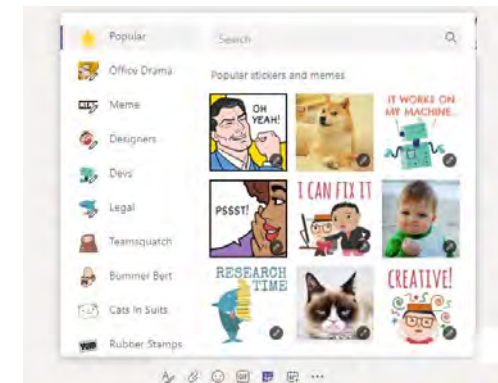 Popular
Office Drama
Meme
Designers
Devs
Legal
Teamsquatch
Bummer Bert
Cats In Suits
Rubber Stamps
Search
Popular stickers and memes
OH
YEAH!
IT WORKS ON
MY MACHINE...
PSSST!
I CAN FIX IT
RESEARCH
TIME
CREATIVE!
GIF